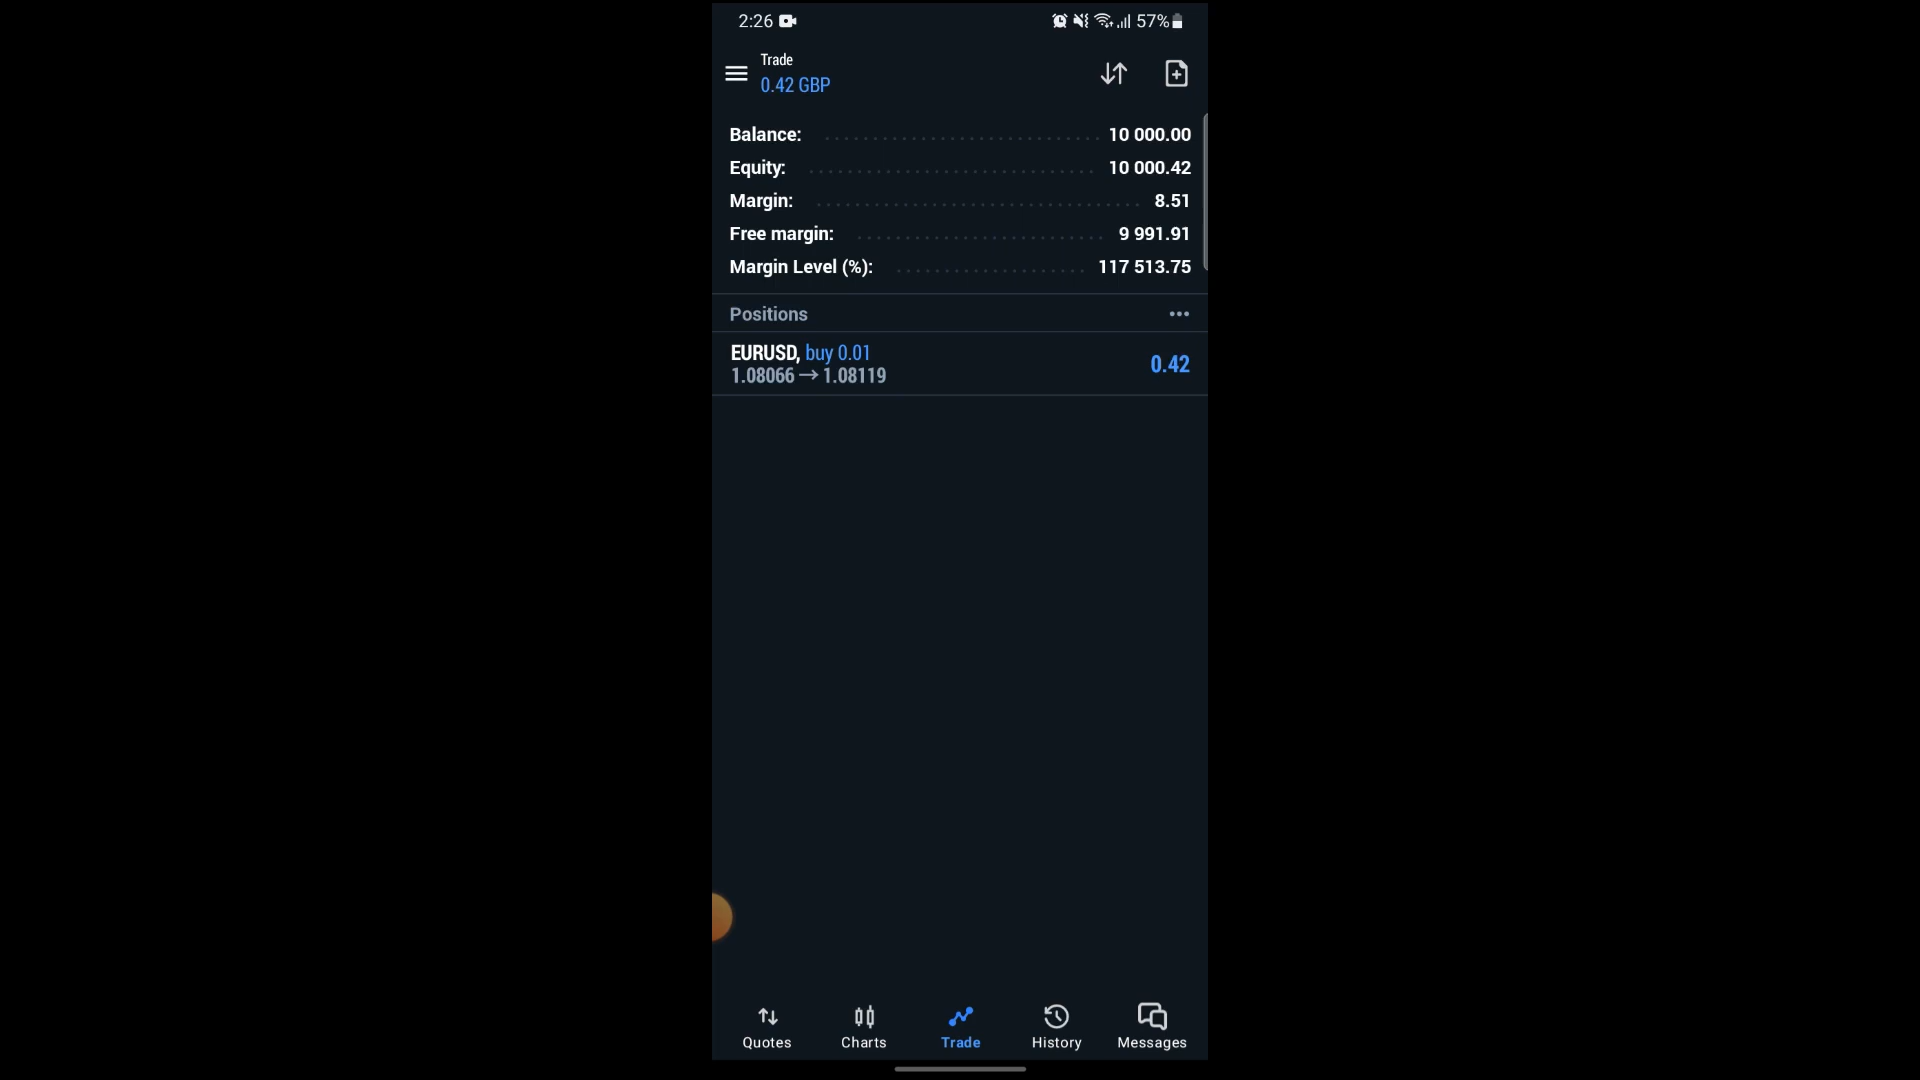 2:26 57%
Trade
0.42 GBP
Balance: 10 000.00
Equity: 10 000.42
Margin: 8.51
Free margin: 9 991.91
Margin Level (%): 117 513.75
Positions
EURUSD, buy 0.01
1.08066 → 1.08119 0.42
Quotes Charts Trade History Messages